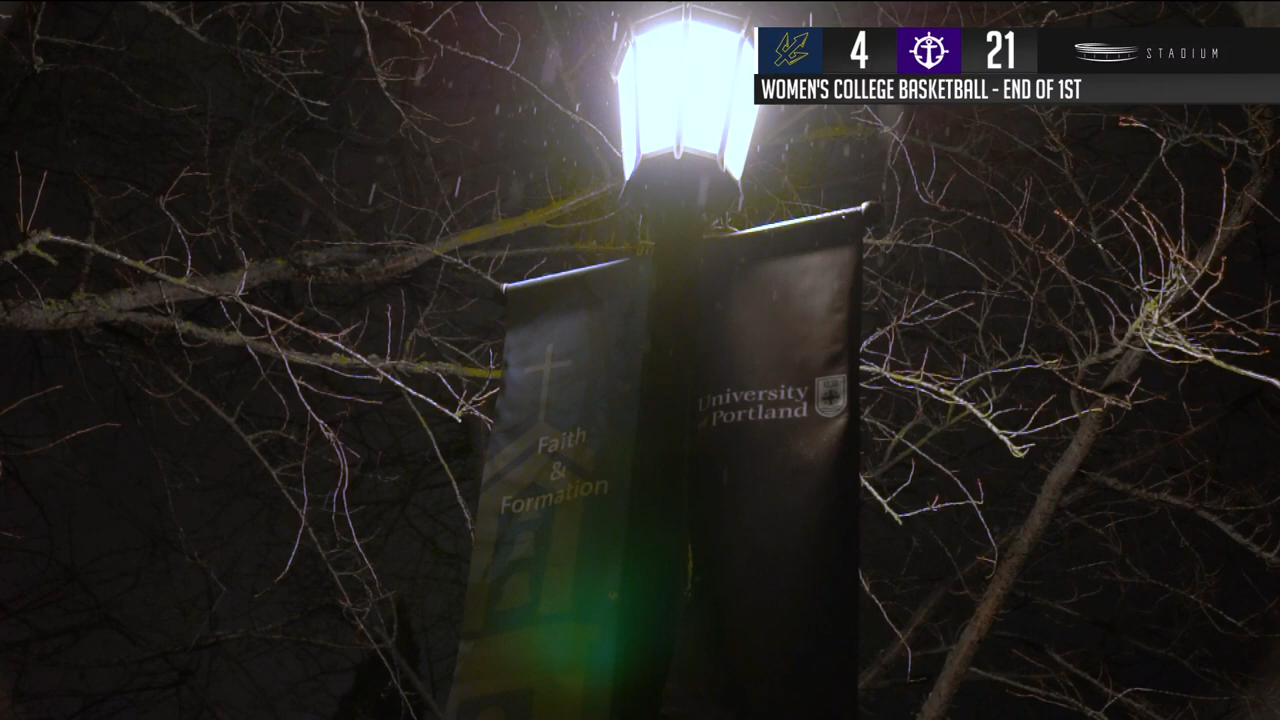 4 21 STADIUM
WOMEN'S COLLEGE BASKETBALL - END OF 1ST
University
of Portland
Faith
&
Formation